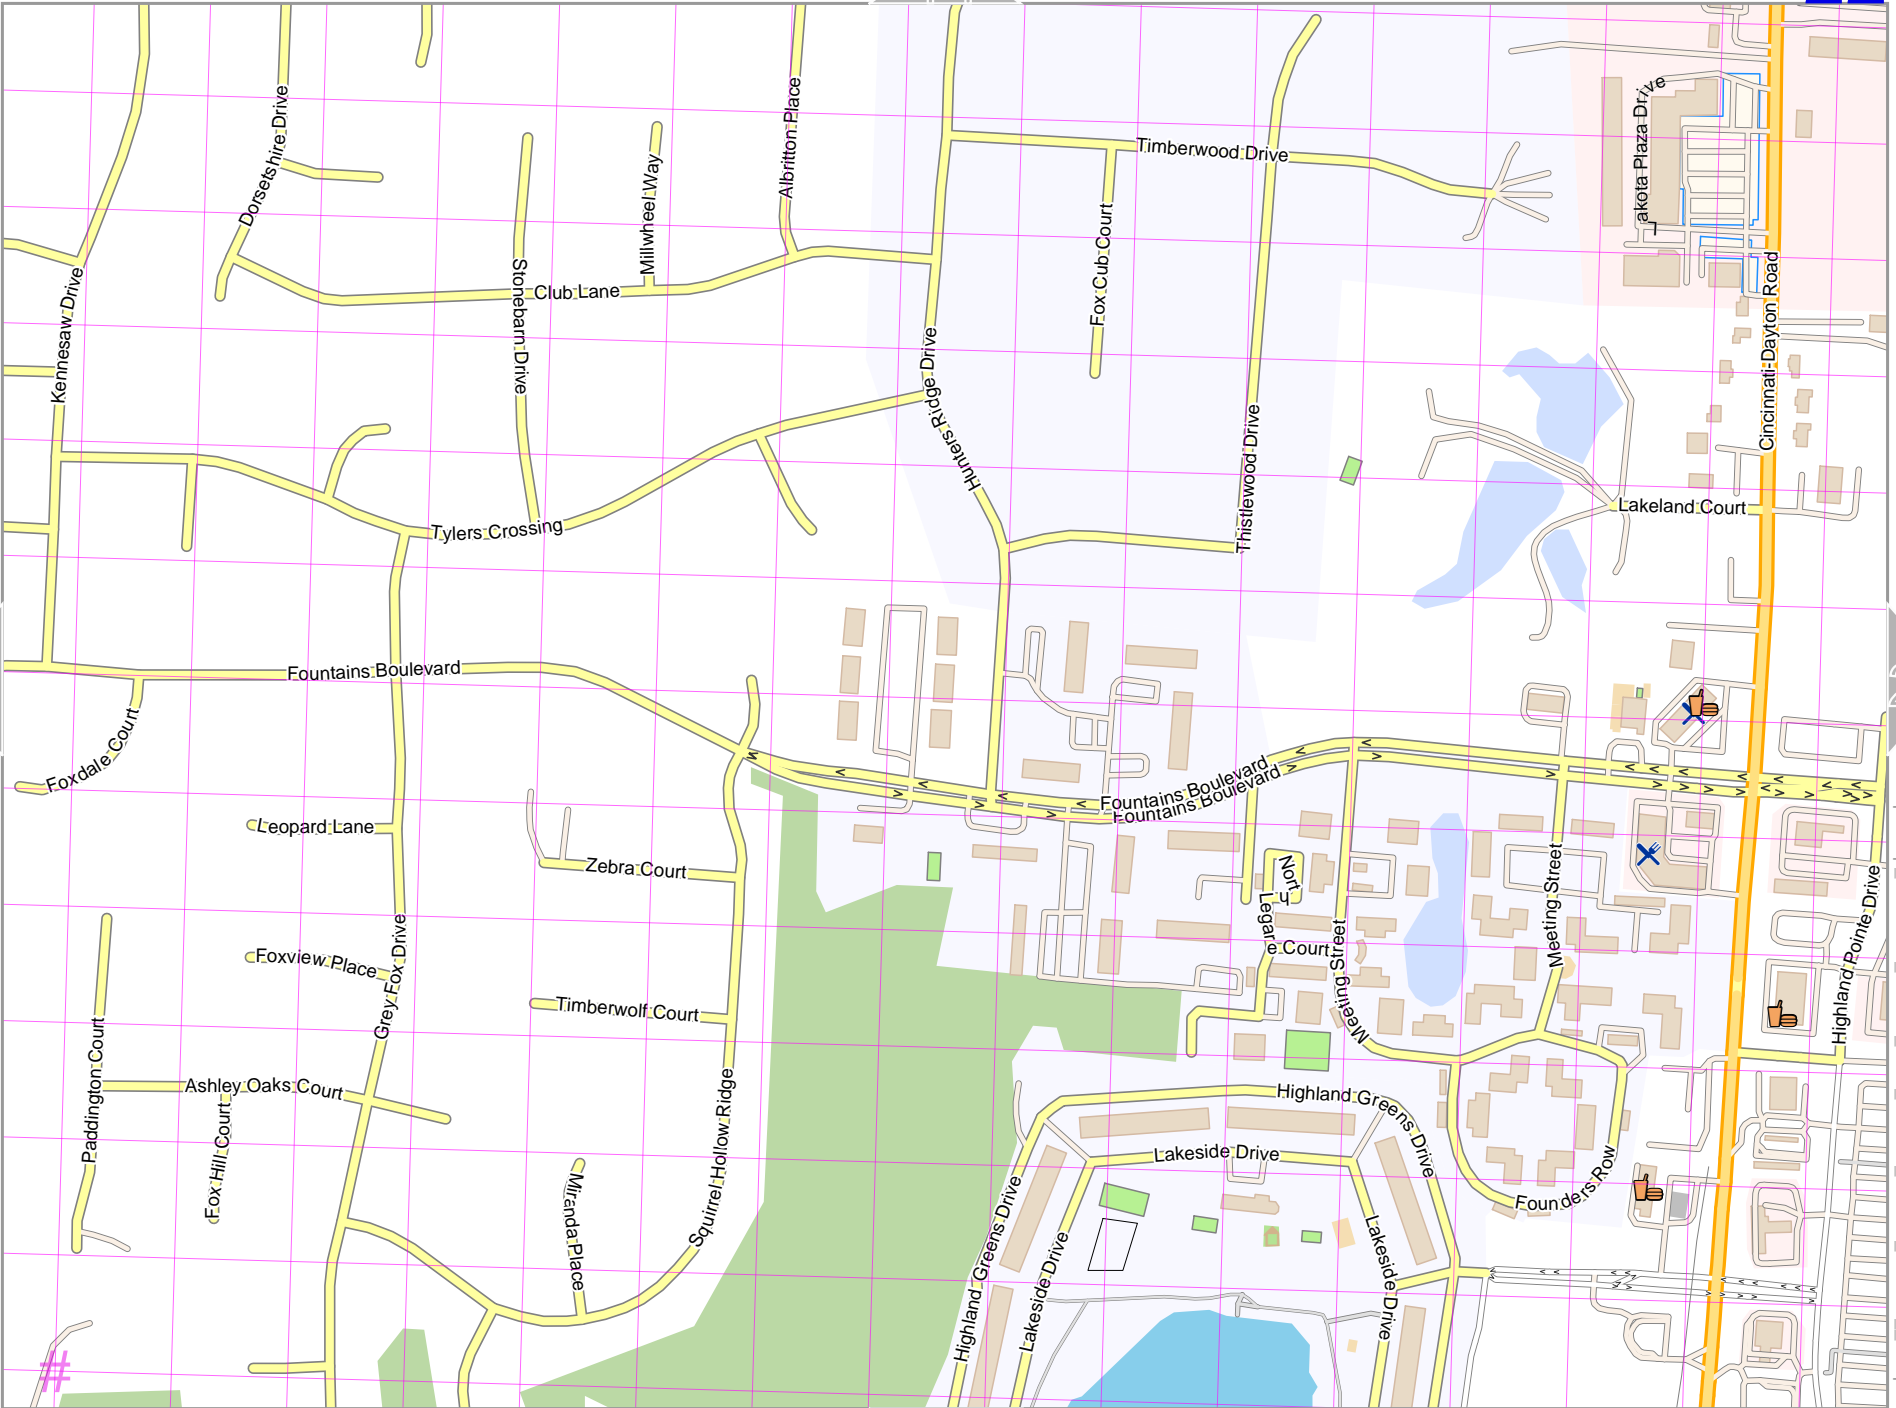 Dorsetshire Drive
Albritton Place
Millwheel Way
Timberwood Drive
akota Plaza Drive
L
Kennesaw Drive
Stonebarn Drive
Club Lane
Fox Cub Court
Cincinnati-Dayton Road
Hunters Ridge Drive
Thistlewood Drive
Tylers Crossing
Lakeland Court
Fountains Boulevard
Foxdale Court
Fountains Boulevard
Fountains Boulevard
Leopard Lane
Zebra Court
Nort
h
Legar
e Court
Meeting Street
Meeting Street
Highland Pointe Drive
Grey Fox Drive
Foxview Place
Timberwolf Court
Paddington Court
Ashley Oaks Court
Fox Hill Court
Squirrel Hollow Ridge
Miranda Place
Highland Greens Drive
Lakeside Drive
Founders Row
Highland Greens Drive
Lakeside Drive
Lakeside Drive
#